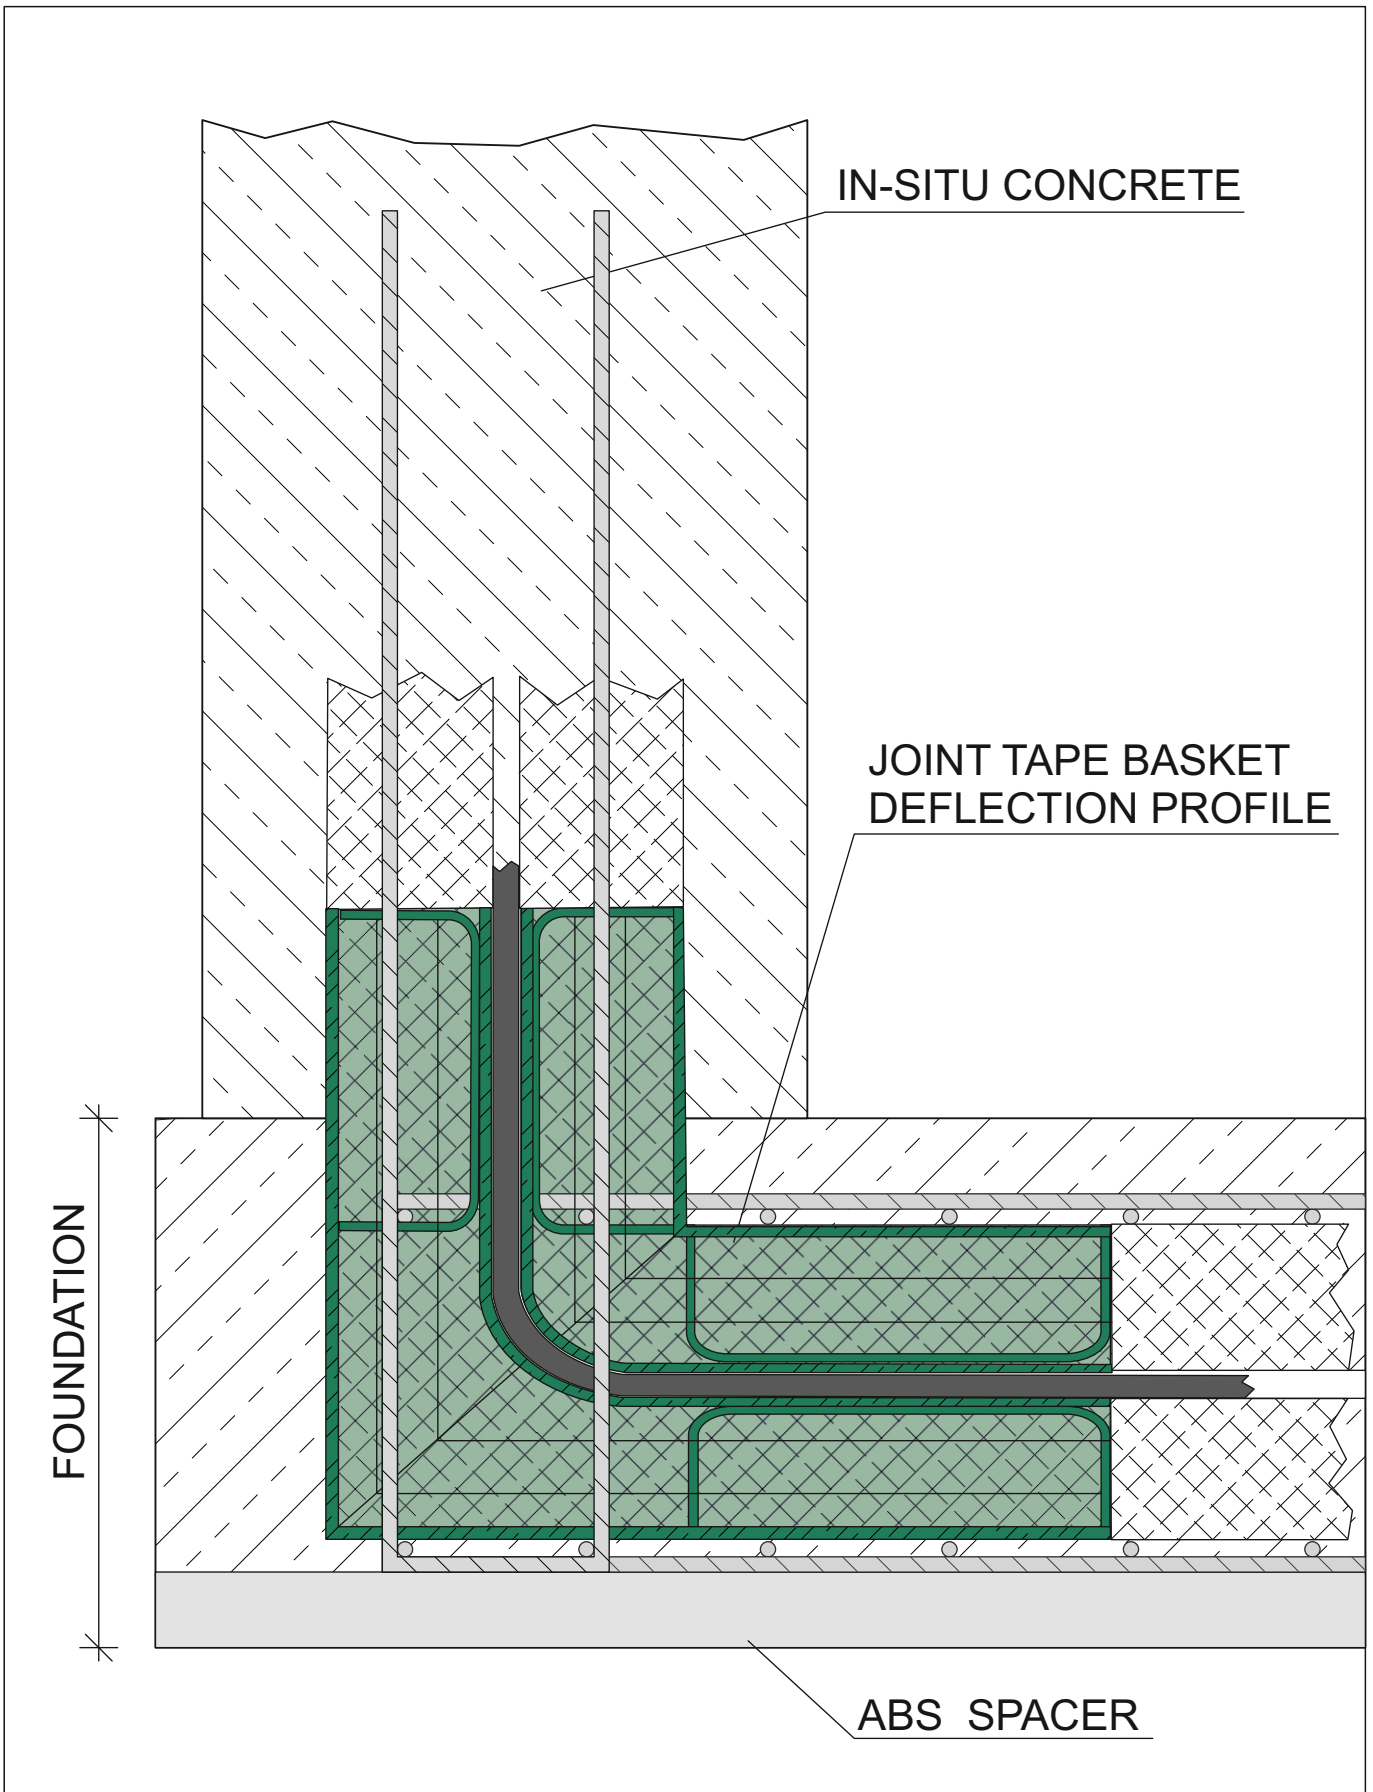 IN-SITU CONCRETE
JOINT TAPE BASKET
DEFLECTION PROFILE
FOUNDATION
ABS SPACER